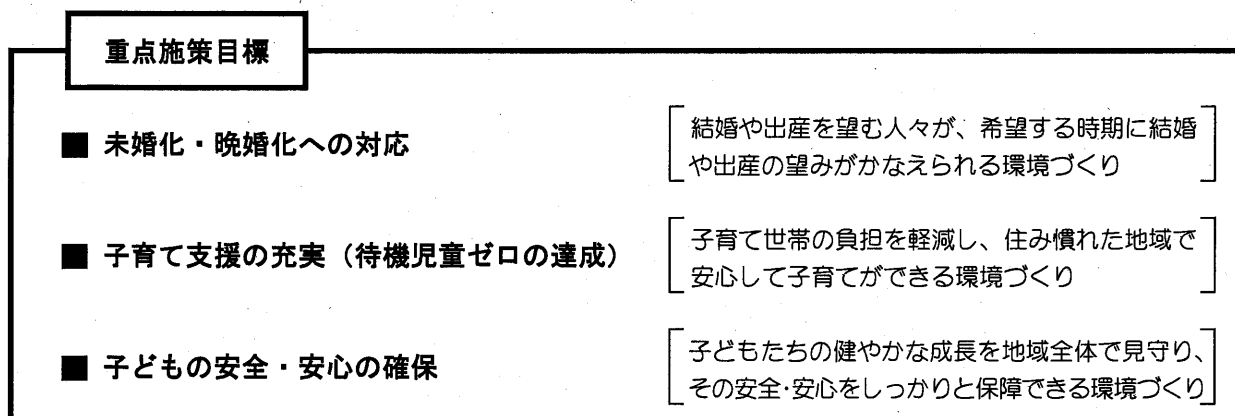 重点施策目標
■ 未婚化・晩婚化への対応
結婚や出産を望む人々が、希望する時期に結婚
や出産の望みがかなえられる環境づくり
■ 子育て支援の充実（待機児童ゼロの達成）
子育て世帯の負担を軽減し、住み慣れた地域で
安心して子育てができる環境づくり
■ 子どもの安全・安心の確保
子どもたちの健やかな成長を地域全体で見守り、
その安全・安心をしっかりと保障できる環境づくり